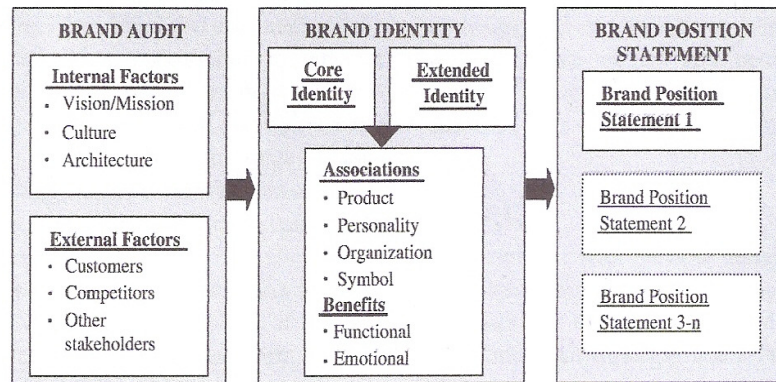 BRAND AUDIT
Internal Factors
• Vision/Mission
• Culture
• Architecture
External Factors
• Customers
• Competitors
• Other
stakeholders
BRAND IDENTITY
Core
Identity
Extended
Identity
Associations
• Product
• Personality
• Organization
• Symbol
Benefits
• Functional
• Emotional
BRAND POSITION
STATEMENT
Brand Position
Statement 1
Brand Position
Statement 2
Brand Position
Statement 3-n